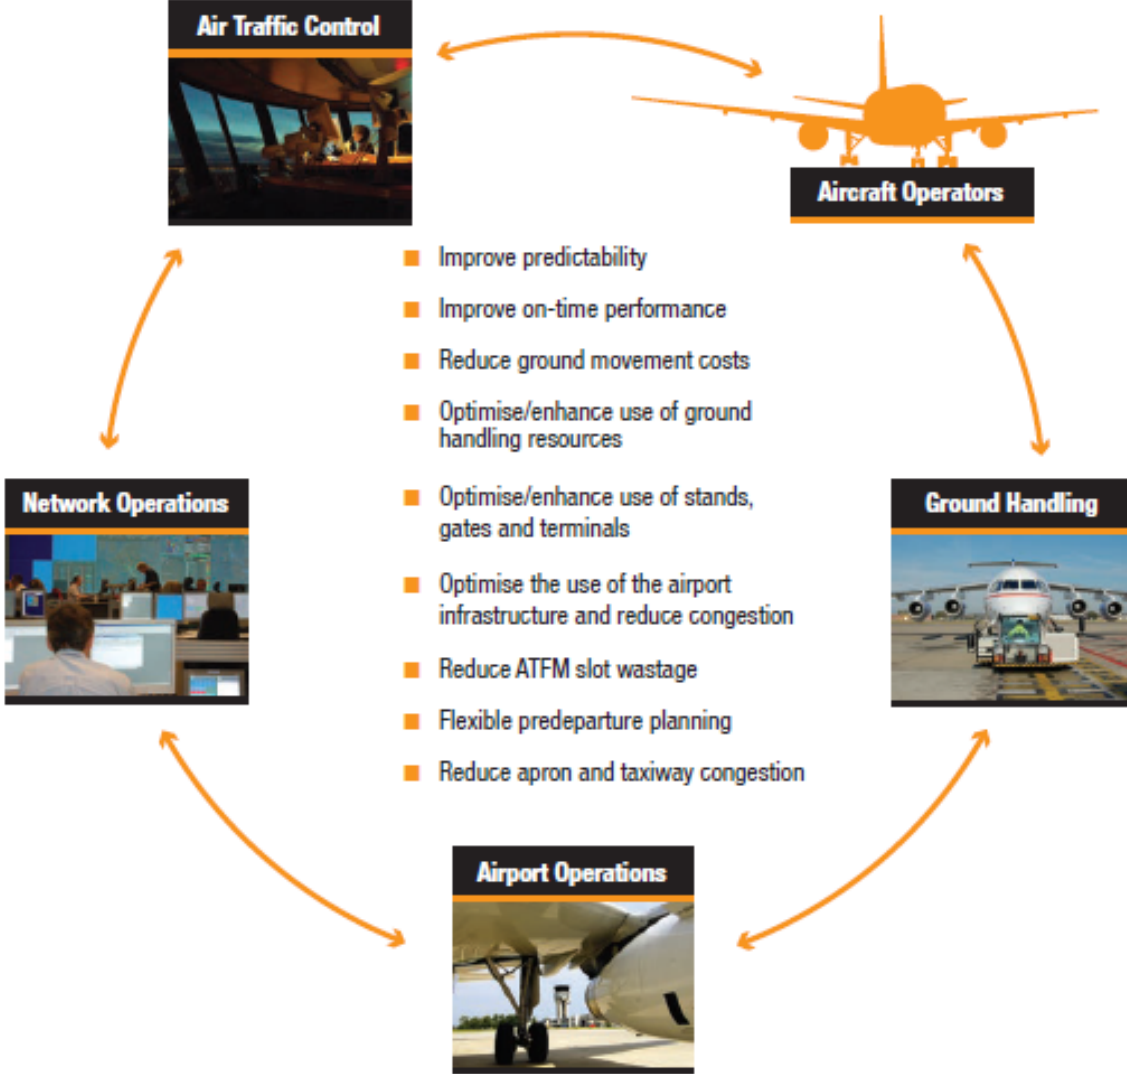 Air Traffic Control
Aircraft Operators
Improve predictability
Improve on-time performance
Reduce ground movement costs
Optimise/enhance use of ground
handling resources
Network Operations
Ground Handling
Optimise/enhance use of stands,
gates and terminals
Optimise the use of the airport
infrastructure and reduce congestion
Reduce ATFM slot wastage
Flexible predeparture planning
Reduce apron and taxiway congestion
Airport Operations